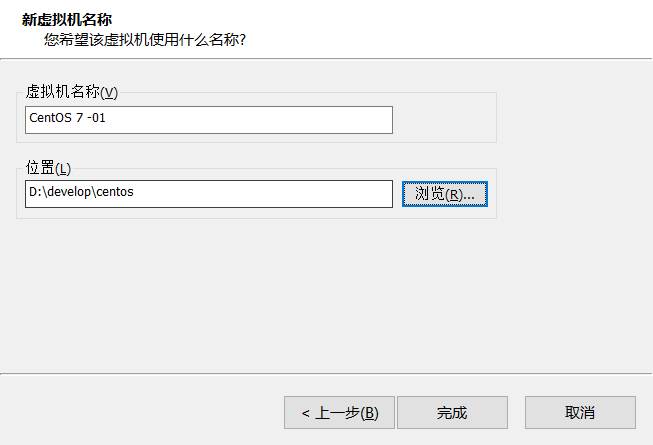 新虚拟机名称
您希望该虚拟机使用什么名称?
虚拟机名称(V)
CentOS 7 -01
位置(L)
D:\develop\centos
浏览(R)...
< 上一步(B)
完成
取消